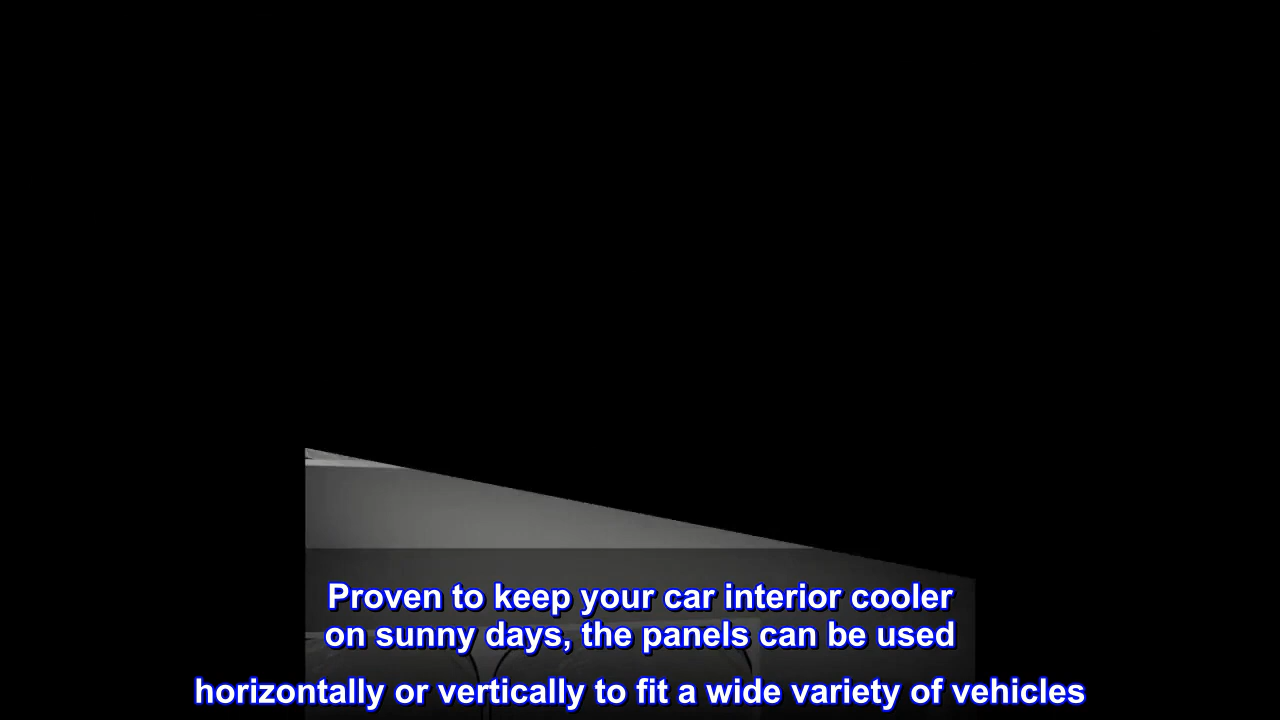 Proven to keep your car interior cooler
on sunny days, the panels can be used
horizontally or vertically to fit a wide variety of vehicles